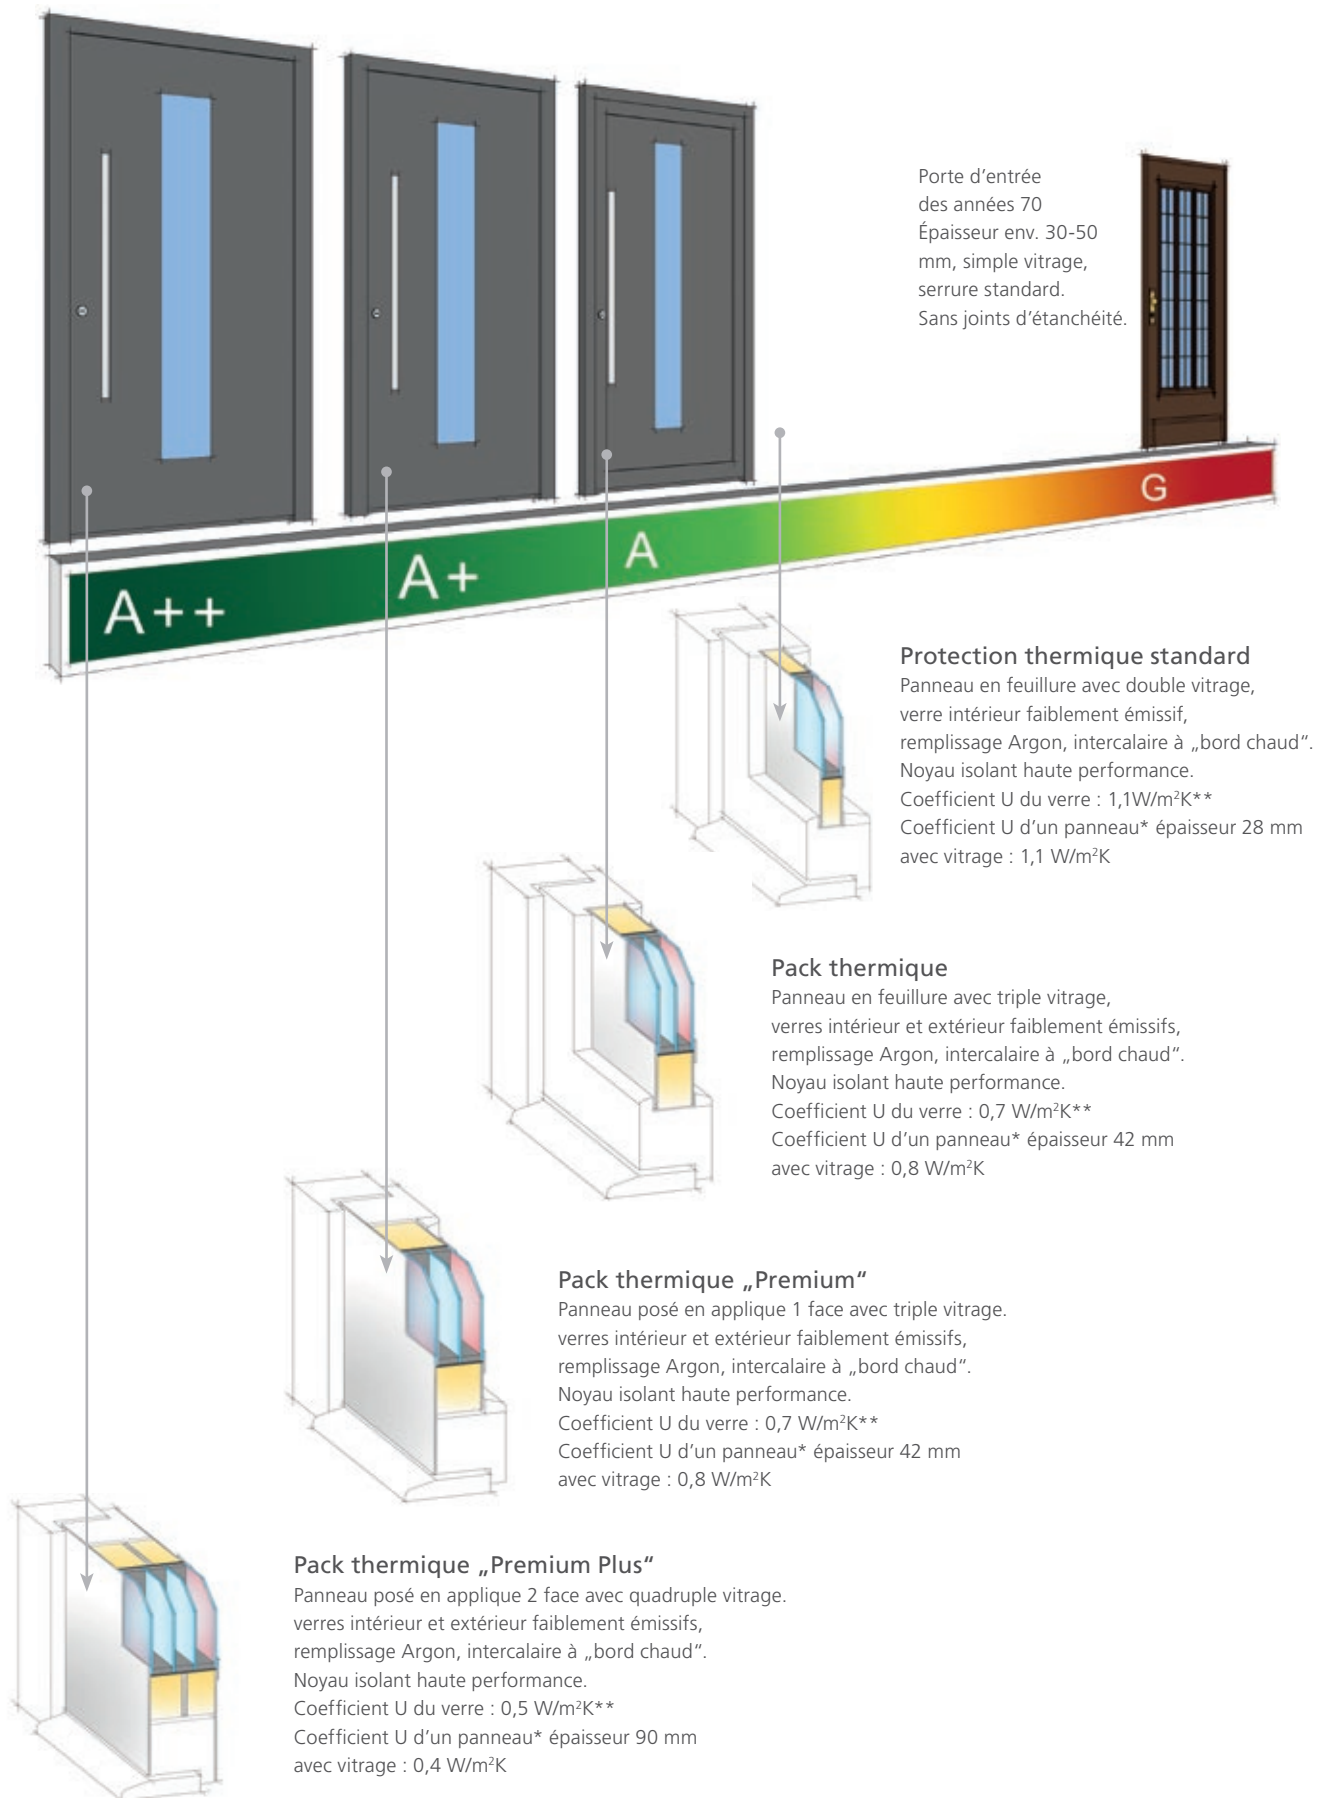 Porte d’entrée
des années 70
Épaisseur env. 30-50
mm, simple vitrage,
serrure standard.
Sans joints d’étanchéité.
A++
A+
A
G
Protection thermique standard
Panneau en feuillure avec double vitrage,
verre intérieur faiblement émissif,
remplissage Argon, intercalaire à „bord chaud“.
Noyau isolant haute performance.
Coefficient U du verre : 1,1W/m²K**
Coefficient U d’un panneau* épaisseur 28 mm
avec vitrage : 1,1 W/m²K
Pack thermique
Panneau en feuillure avec triple vitrage,
verres intérieur et extérieur faiblement émissifs,
remplissage Argon, intercalaire à „bord chaud“.
Noyau isolant haute performance.
Coefficient U du verre : 0,7 W/m²K**
Coefficient U d’un panneau* épaisseur 42 mm
avec vitrage : 0,8 W/m²K
Pack thermique „Premium“
Panneau posé en applique 1 face avec triple vitrage.
verres intérieur et extérieur faiblement émissifs,
remplissage Argon, intercalaire à „bord chaud“.
Noyau isolant haute performance.
Coefficient U du verre : 0,7 W/m²K**
Coefficient U d’un panneau* épaisseur 42 mm
avec vitrage : 0,8 W/m²K
Pack thermique „Premium Plus“
Panneau posé en applique 2 face avec quadruple vitrage.
verres intérieur et extérieur faiblement émissifs,
remplissage Argon, intercalaire à „bord chaud“.
Noyau isolant haute performance.
Coefficient U du verre : 0,5 W/m²K**
Coefficient U d’un panneau* épaisseur 90 mm
avec vitrage : 0,4 W/m²K